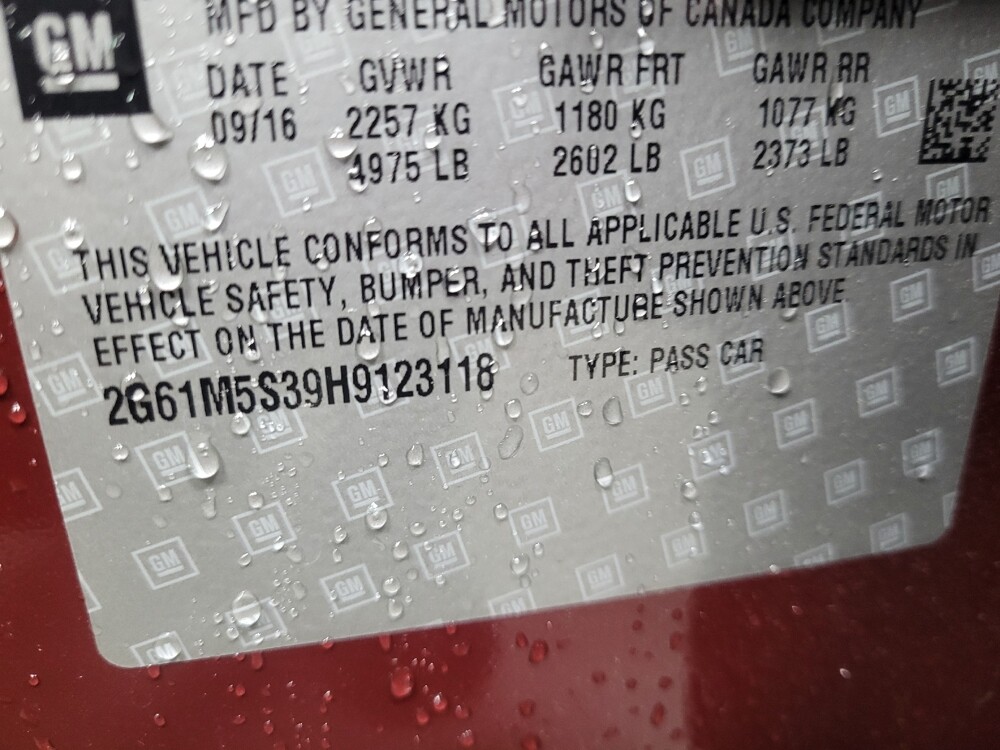 GM
MFD BY GENERAL MOTORS OF CANADA COMPANY
DATE GVWR GAWR FRT GAWR RR
09/16 2257 KG 1180 KG 1077 KG
4975 LB 2602 LB 2373 LB
THIS VEHICLE CONFORMS TO ALL APPLICABLE U.S. FEDERAL MOTOR
VEHICLE SAFETY, BUMPER, AND THEFT PREVENTION STANDARDS IN
EFFECT ON THE DATE OF MANUFACTURE SHOWN ABOVE.
2G61M5S39H9123118 TYPE: PASS CAR